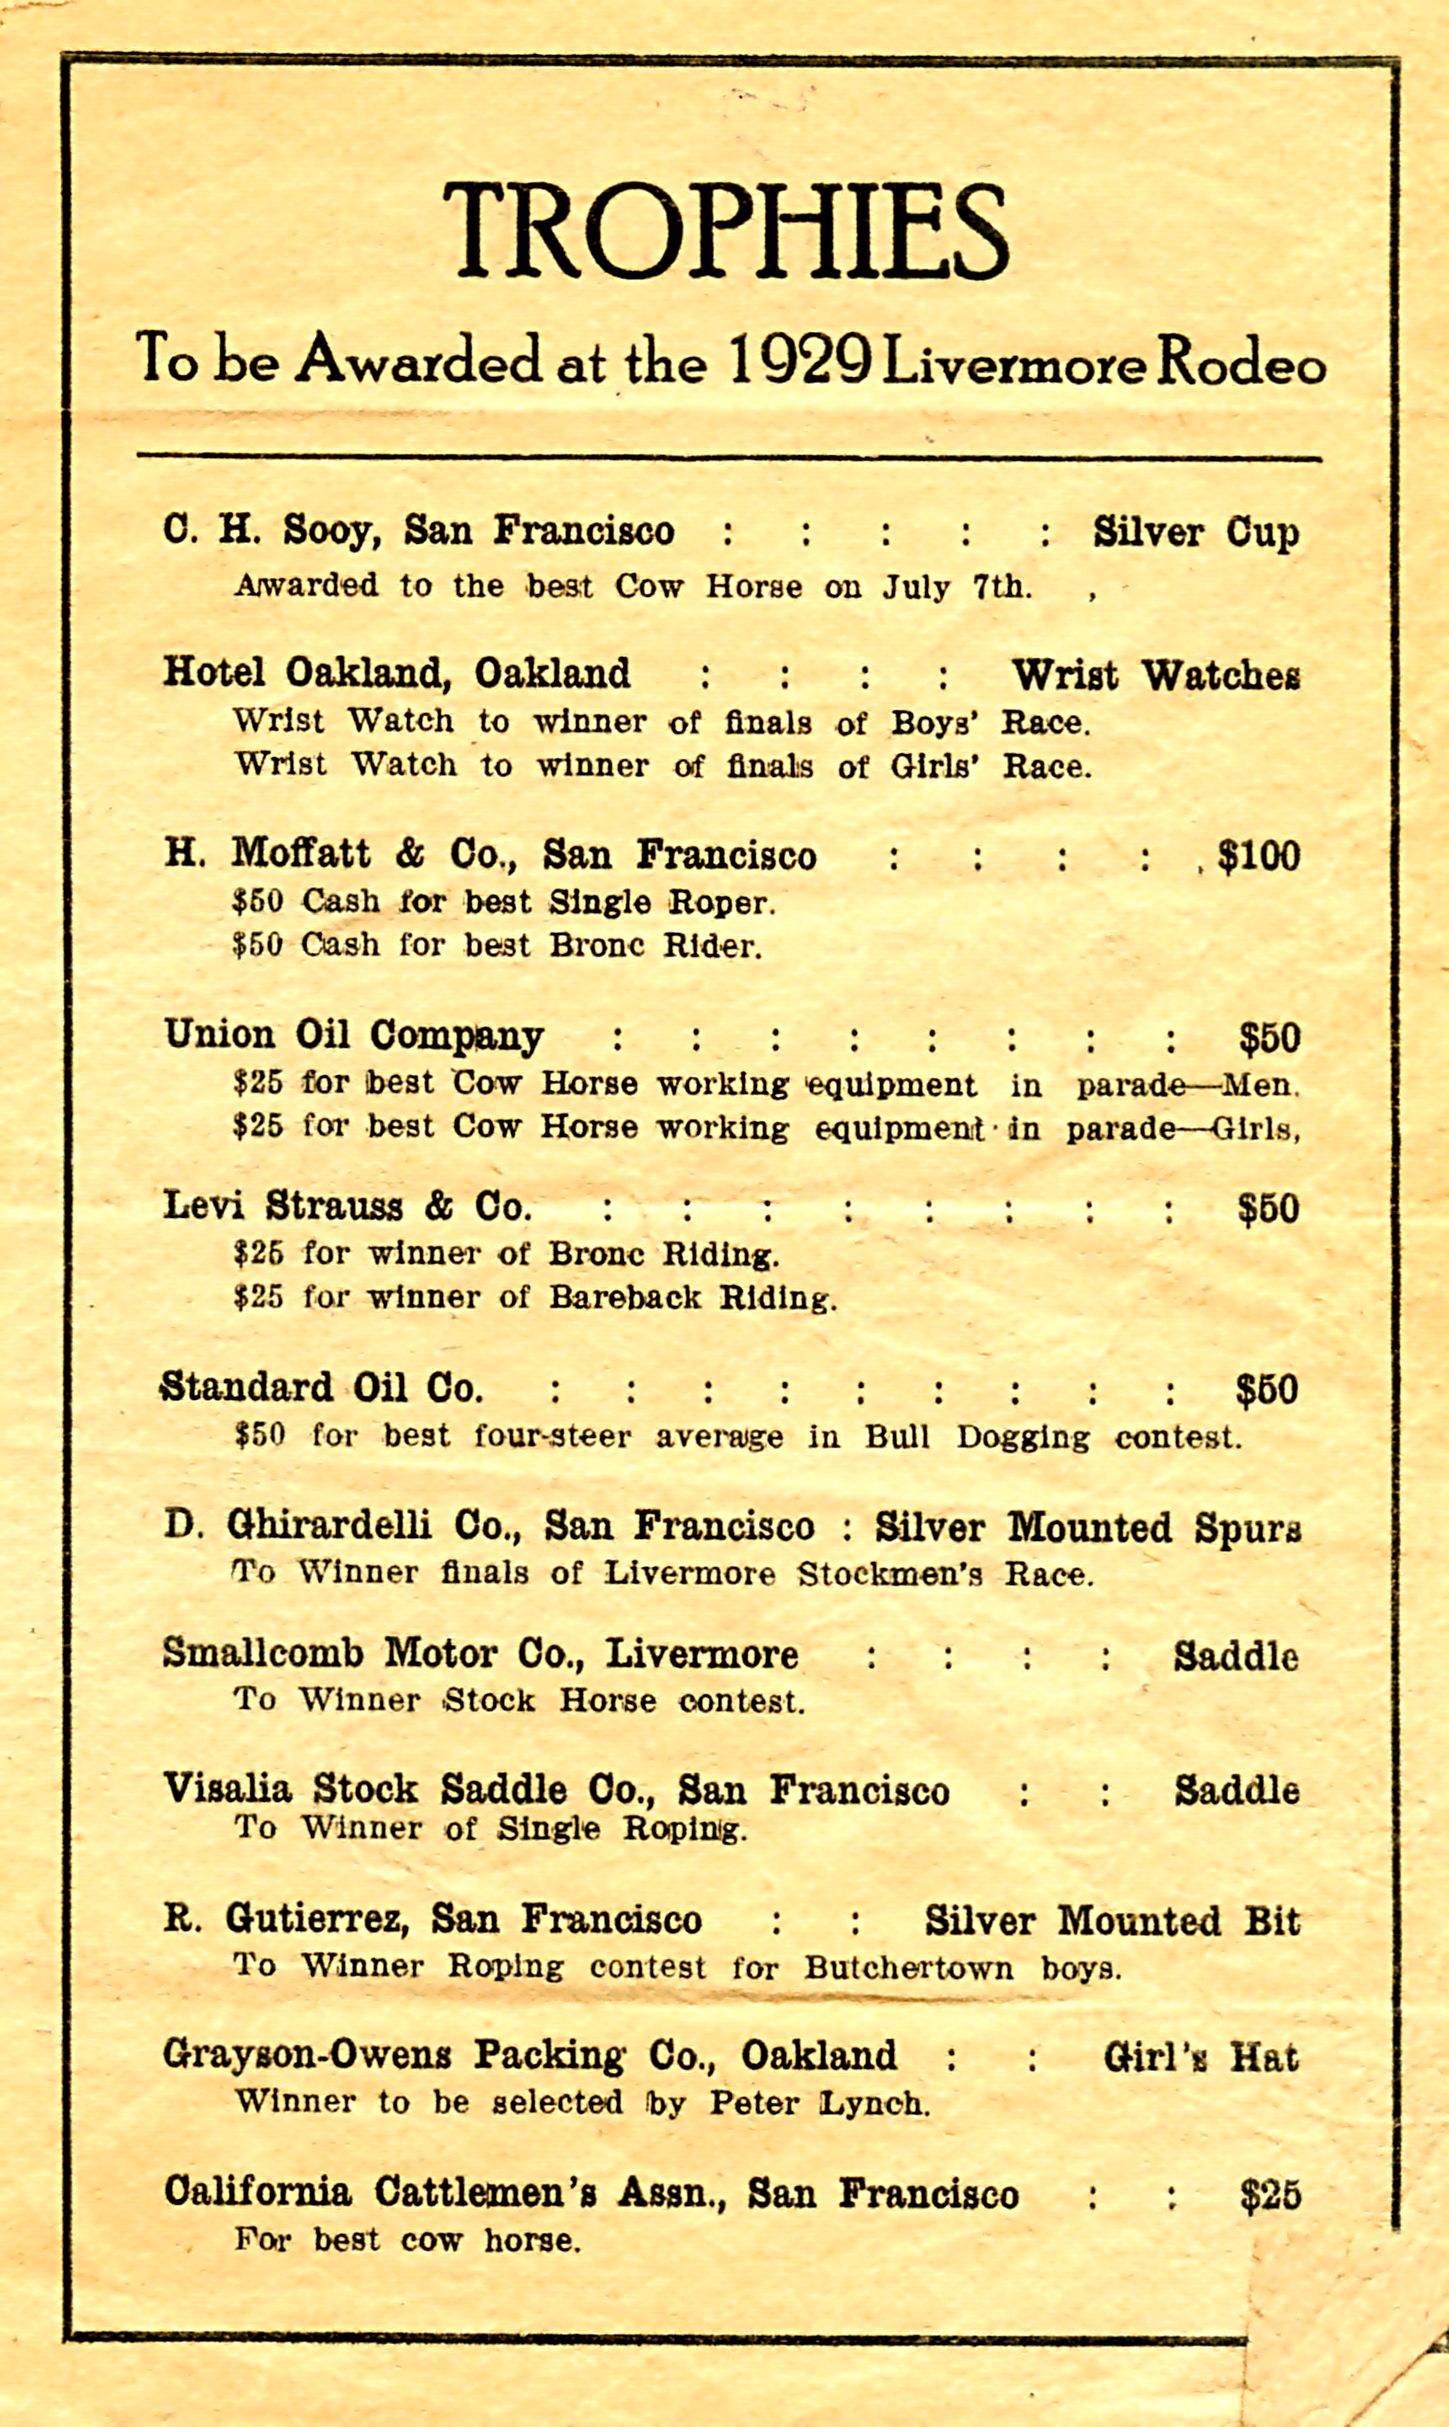 TROPHIES
To be Awarded at the 1929 Livermore Rodeo
C. H. Sooy, San Francisco : : : : : Silver Cup
Awarded to the best Cow Horse on July 7th. ,
Hotel Oakland, Oakland : : : : Wrist Watches
Wrist Watch to winner of finals of Boys' Race.
Wrist Watch to winner of finals of Girls' Race.
H. Moffatt & Co., San Francisco : : : : $100
$50 Cash for best Single Roper.
$50 Cash for best Bronc Rider.
Union Oil Company : : : : : : : : $50
$25 for best Cow Horse working equipment in parade—Men.
$25 for best Cow Horse working equipment in parade—Girls,
Levi Strauss & Co. : : : : : : : : $50
$25 for winner of Bronc Riding.
$25 for winner of Bareback Riding.
Standard Oil Co. : : : : : : : : : $50
$50 for best four-steer average in Bull Dogging contest.
D. Ghirardelli Co., San Francisco : Silver Mounted Spurs
To Winner finals of Livermore Stockmen's Race.
Smallcomb Motor Co., Livermore : : : : Saddle
To Winner Stock Horse contest.
Visalia Stock Saddle Co., San Francisco : : Saddle
To Winner of Single Roping.
R. Gutierrez, San Francisco : : Silver Mounted Bit
To Winner Roping contest for Butchertown boys.
Grayson-Owens Packing Co., Oakland : : Girl's Hat
Winner to be selected by Peter Lynch.
California Cattlemen's Assn., San Francisco : : $25
For best cow horse.